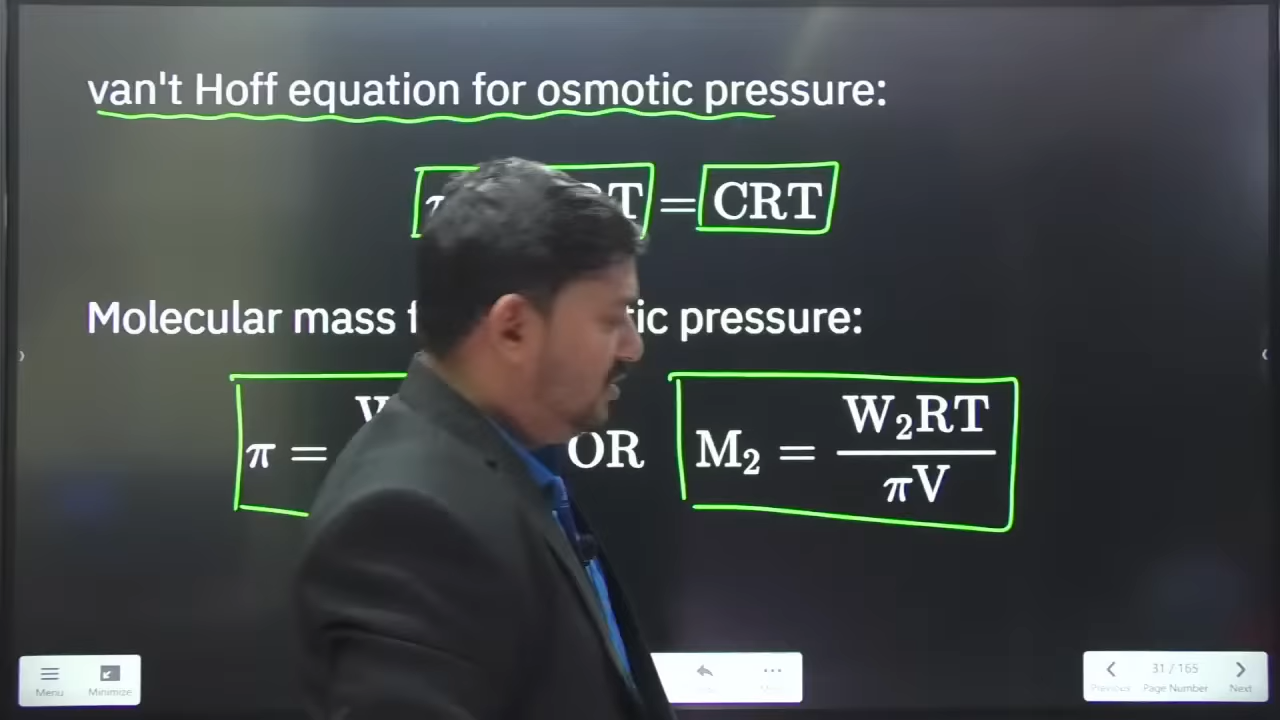 van't Hoff equation for osmotic pressure:
T = CRT
Molecular mass pressure:
π = OR M₂ = W₂RT / πV
Menu Minimize 31 / 165 Previous Page Number Next